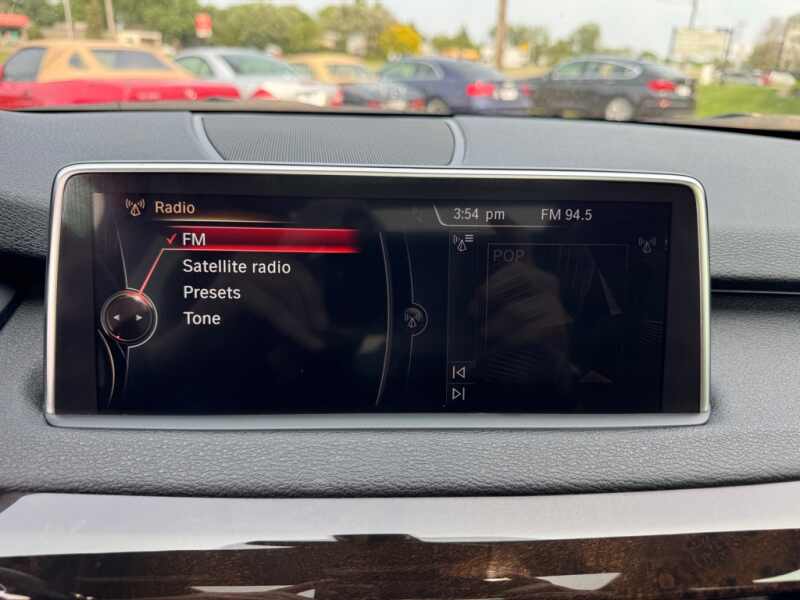 Radio
3:54 pm
FM 94.5
FM
Satellite radio
Presets
Tone
POP